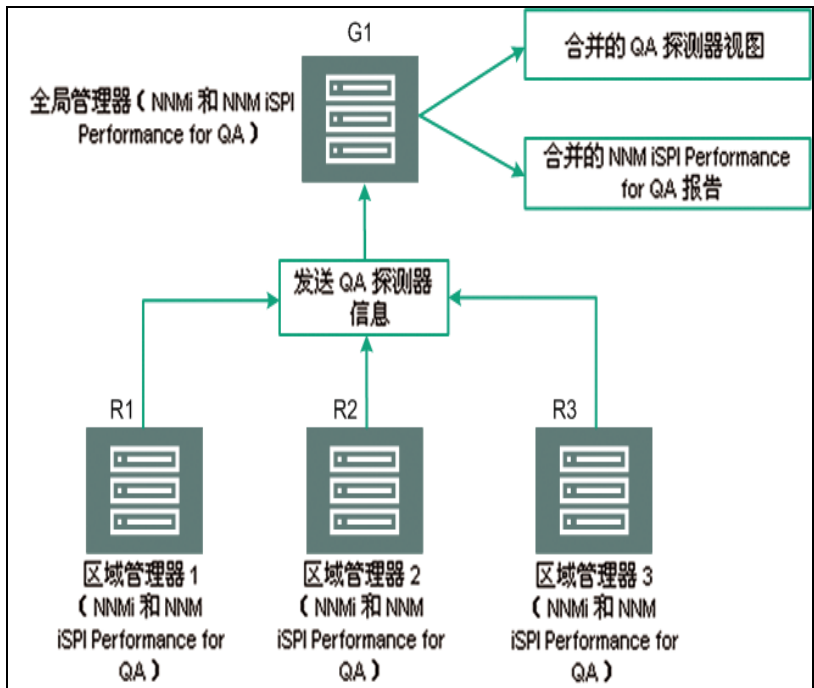 G1
全局管理器（NNMi 和 NNM iSPI
Performance for QA）
合并的 QA 探测器视图
合并的 NNM iSPI Performance
for QA 报告
发送 QA 探测器
信息
R1
R2
R3
区域管理器 1
（NNMi 和 NNM
iSPI Performance for
QA）
区域管理器 2
（NNMi 和 NNM
iSPI Performance for
QA）
区域管理器 3
（NNMi 和 NNM
iSPI Performance for
QA）